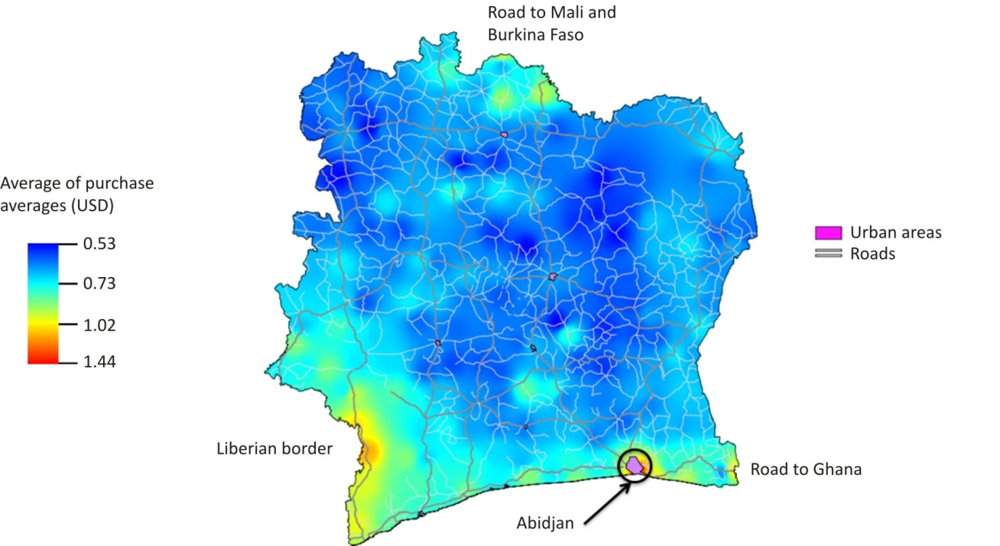 Road to Mali and
Burkina Faso
Average of purchase
averages (USD)
0.53
0.73
1.02
1.44
Urban areas
Roads
Liberian border
Road to Ghana
Abidjan